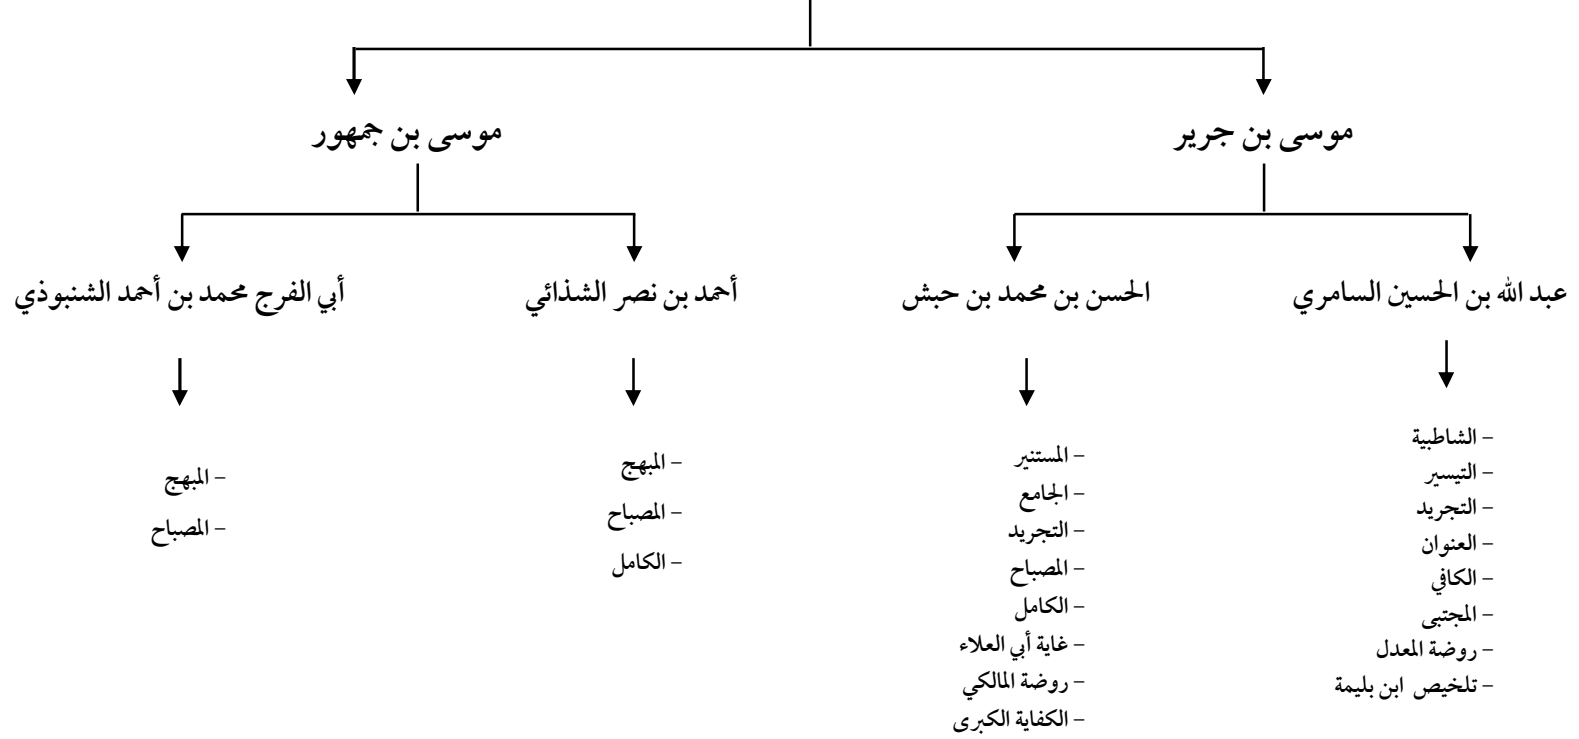 موسى بن جرير
موسى بن جمهور
عبد الله بن الحسين السامري
الحسن بن محمد بن حبش
أحمد بن نصر الشذائي
أبي الفرج محمد بن أحمد الشنبوذي
– الشاطبية
– التيسير
– التجريد
– العنوان
– الكافي
– المجتبى
– روضة المعدل
– تلخيص ابن بليمة
– المستنير
– الجامع
– التجريد
– المصباح
– الكامل
– غاية أبي العلاء
– روضة المالكي
– الكفاية الكبرى
– المبهج
– المصباح
– الكامل
– المبهج
– المصباح